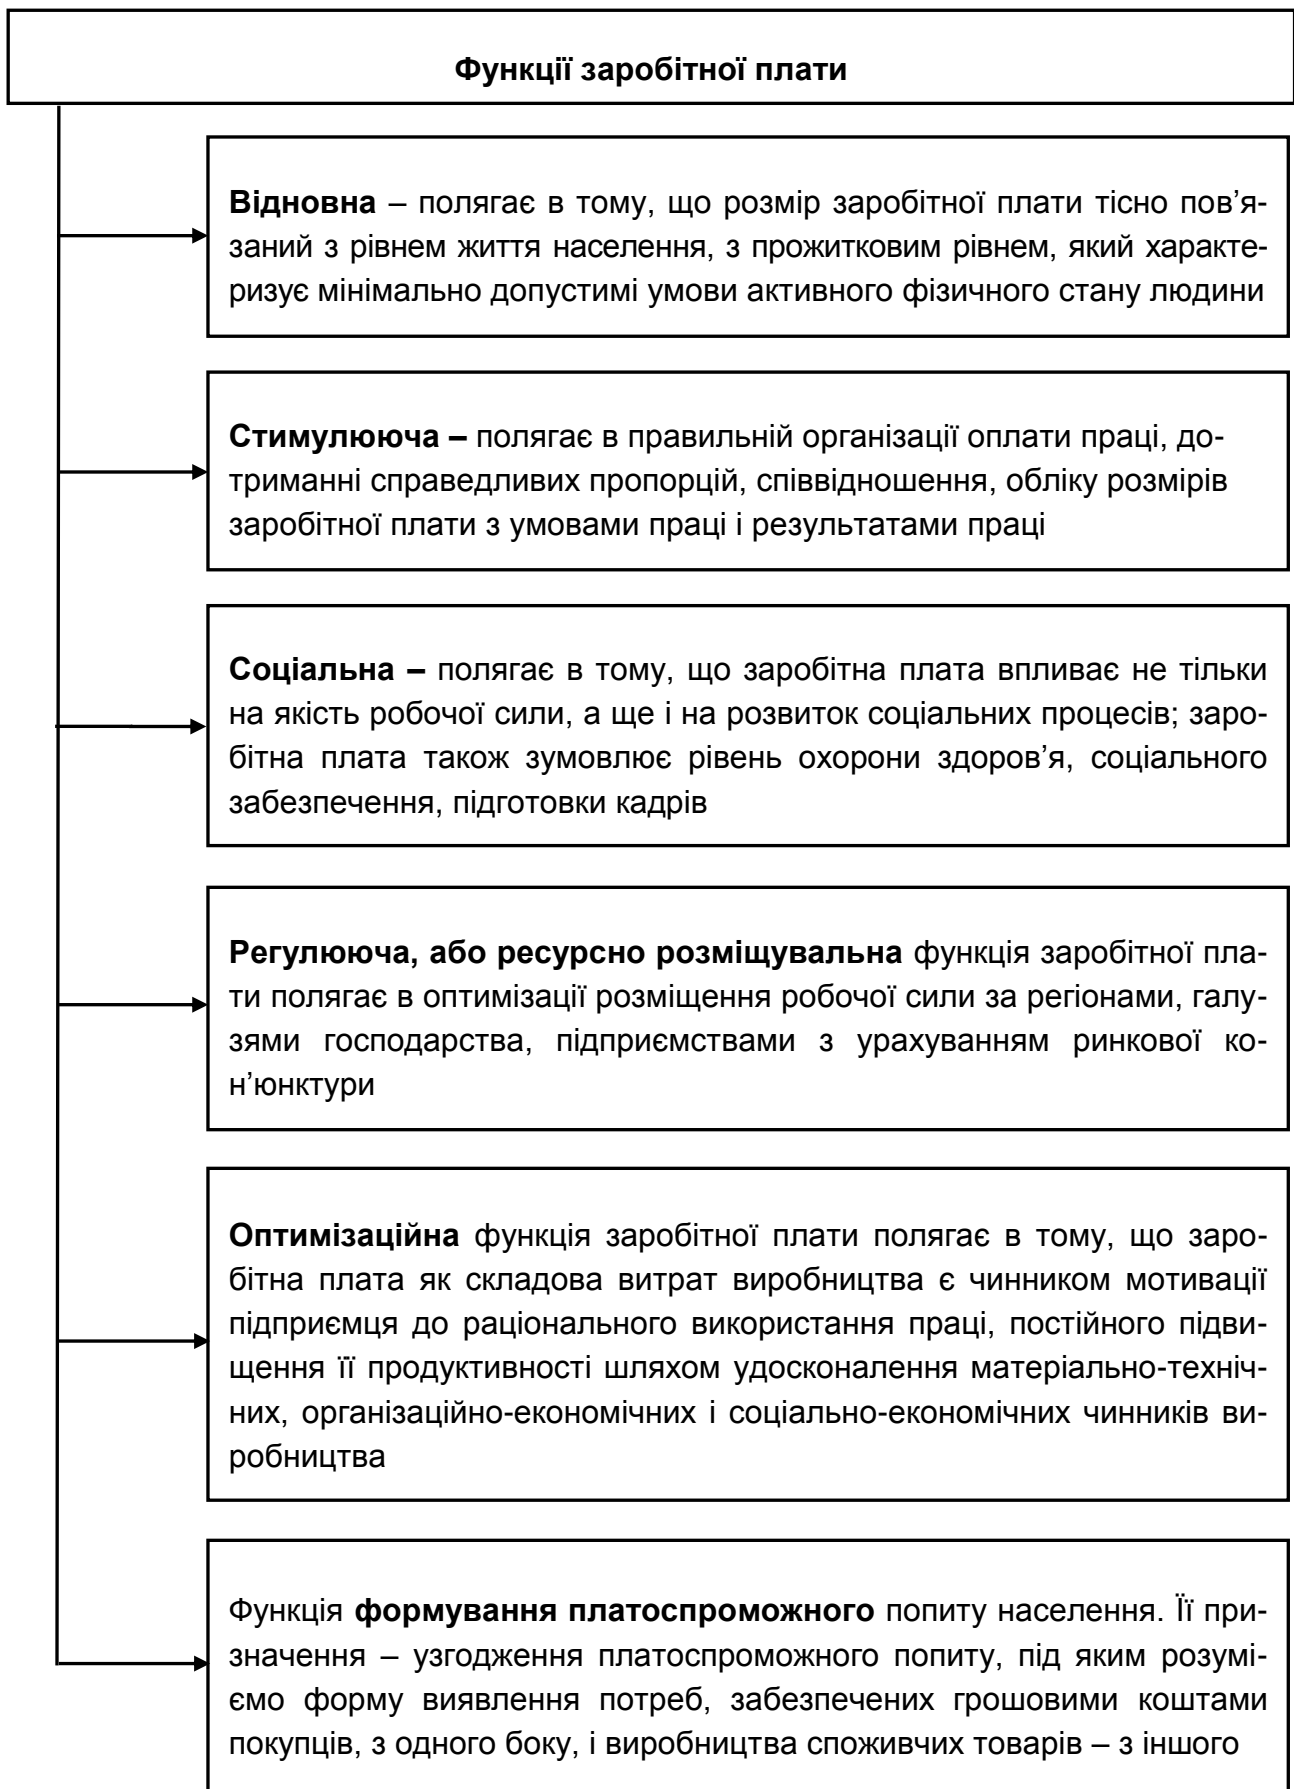 Функції заробітної плати
Відновна – полягає в тому, що розмір заробітної плати тісно пов’я-
заний з рівнем життя населення, з прожитковим рівнем, який характе-
ризує мінімально допустимі умови активного фізичного стану людини
Стимулююча – полягає в правильній організації оплати праці, до-
триманні справедливих пропорцій, співвідношення, обліку розмірів
заробітної плати з умовами праці і результатами праці
Соціальна – полягає в тому, що заробітна плата впливає не тільки
на якість робочої сили, а ще і на розвиток соціальних процесів; заро-
бітна плата також зумовлює рівень охорони здоров’я, соціального
забезпечення, підготовки кадрів
Регулююча, або ресурсно розміщувальна функція заробітної пла-
ти полягає в оптимізації розміщення робочої сили за регіонами, галу-
зями господарства, підприємствами з урахуванням ринкової ко-
н’юнктури
Оптимізаційна функція заробітної плати полягає в тому, що заро-
бітна плата як складова витрат виробництва є чинником мотивації
підприємця до раціонального використання праці, постійного підви-
щення її продуктивності шляхом удосконалення матеріально-техніч-
них, організаційно-економічних і соціально-економічних чинників ви-
робництва
Функція формування платоспроможного попиту населення. Її при-
значення – узгодження платоспроможного попиту, під яким розумі-
ємо форму виявлення потреб, забезпечених грошовими коштами
покупців, з одного боку, і виробництва споживчих товарів – з іншого